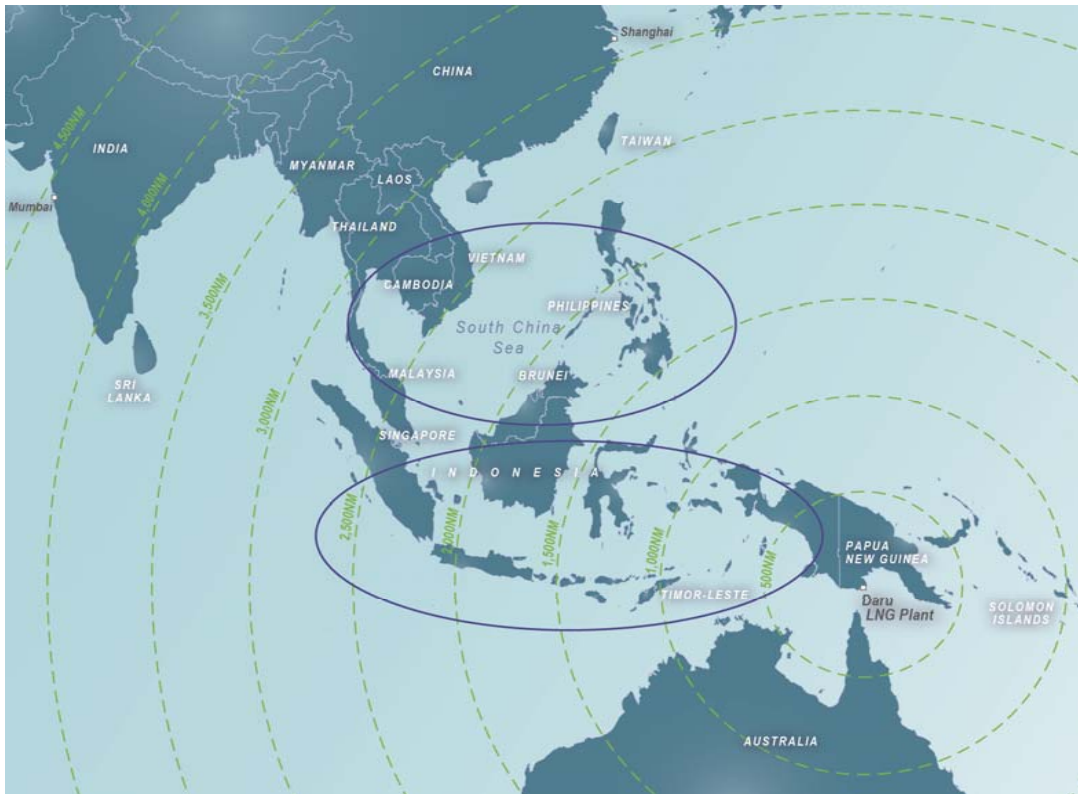 Shanghai
CHINA
4,500NM
TAIWAN
INDIA
MYANMAR
LAOS
4,000NM
Mumbai
THAILAND
VIETNAM
3,500NM
CAMBODIA
PHILIPPINES
South China
Sea
MALAYSIA
BRUNEI
SRI
LANKA
3,000NM
SINGAPORE
INDONESIA
2,500NM
2,000NM
1,500NM
1,000NM
500NM
PAPUA
NEW GUINEA
TIMOR-LESTE
Daru
LNG Plant
SOLOMON
ISLANDS
AUSTRALIA